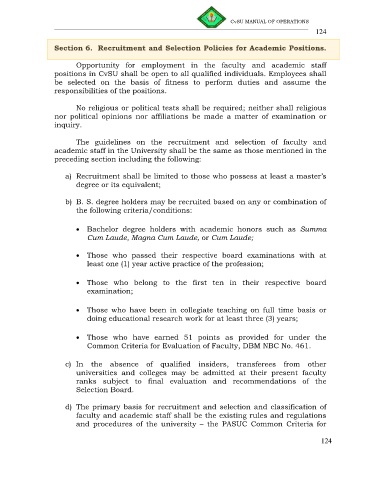 CvSU MANUAL OF OPERATIONS
124
Section 6. Recruitment and Selection Policies for Academic Positions.
Opportunity for employment in the faculty and academic staff
positions in CvSU shall be open to all qualified individuals. Employees shall
be selected on the basis of fitness to perform duties and assume the
responsibilities of the positions.
No religious or political tests shall be required; neither shall religious
nor political opinions nor affiliations be made a matter of examination or
inquiry.
The guidelines on the recruitment and selection of faculty and
academic staff in the University shall be the same as those mentioned in the
preceding section including the following:
a) Recruitment shall be limited to those who possess at least a master's
degree or its equivalent;
b) B. S. degree holders may be recruited based on any or combination of
the following criteria/conditions:
• Bachelor degree holders with academic honors such as Summa
Cum Laude, Magna Cum Laude, or Cum Laude;
• Those who passed their respective board examinations with at
least one (1) year active practice of the profession;
• Those who belong to the first ten in their respective board
examination;
• Those who have been in collegiate teaching on full time basis or
doing educational research work for at least three (3) years;
• Those who have earned 51 points as provided for under the
Common Criteria for Evaluation of Faculty, DBM NBC No. 461.
c) In the absence of qualified insiders, transferees from other
universities and colleges may be admitted at their present faculty
ranks subject to final evaluation and recommendations of the
Selection Board.
d) The primary basis for recruitment and selection and classification of
faculty and academic staff shall be the existing rules and regulations
and procedures of the university – the PASUC Common Criteria for
124